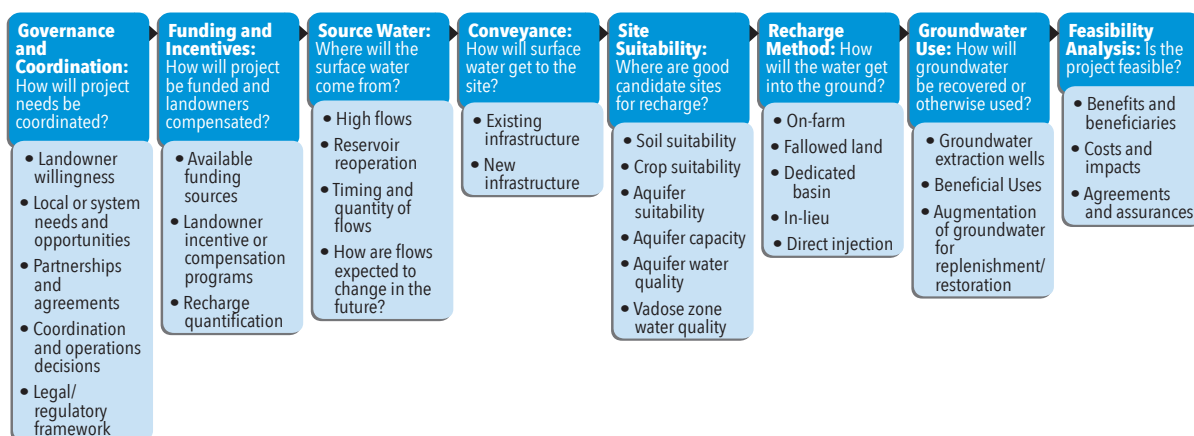 Governance
and
Coordination:
How will project
needs be
coordinated?
• Landowner
willingness
• Local or system
needs and
opportunities
• Partnerships
and
agreements
• Coordination
and operations
decisions
• Legal/
regulatory
framework
Funding and
Incentives:
How will project
be funded and
landowners
compensated?
• Available
funding
sources
• Landowner
incentive or
compensation
programs
• Recharge
quantification
Source Water:
Where will the
surface water
come from?
• High flows
• Reservoir
reoperation
• Timing and
quantity of
flows
• How are flows
expected to
change in the
future?
Conveyance:
How will surface
water get to the
site?
• Existing
infrastructure
• New
infrastructure
Site
Suitability:
Where are good
candidate sites
for recharge?
• Soil suitability
• Crop suitability
• Aquifer
suitability
• Aquifer capacity
• Aquifer water
quality
• Vadose zone
water quality
Recharge
Method: How
will the water get
into the ground?
• On-farm
• Fallowed land
• Dedicated
basin
• In-lieu
• Direct injection
Groundwater
Use: How will
groundwater
be recovered or
otherwise used?
• Groundwater
extraction wells
• Beneficial Uses
• Augmentation
of groundwater
for
replenishment/
restoration
Feasibility
Analysis: Is the
project feasible?
• Benefits and
beneficiaries
• Costs and
impacts
• Agreements
and assurances